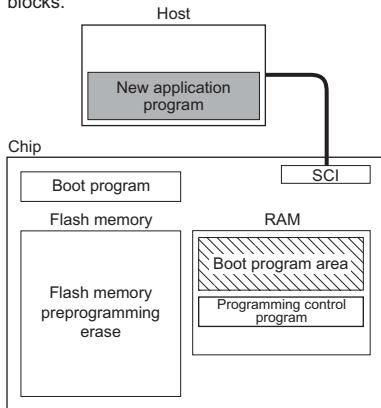 blocks.
Host
New application
program
Chip
SCI
Boot program
Flash memory
RAM
Flash memory
preprogramming
erase
Boot program area
Programming control
program